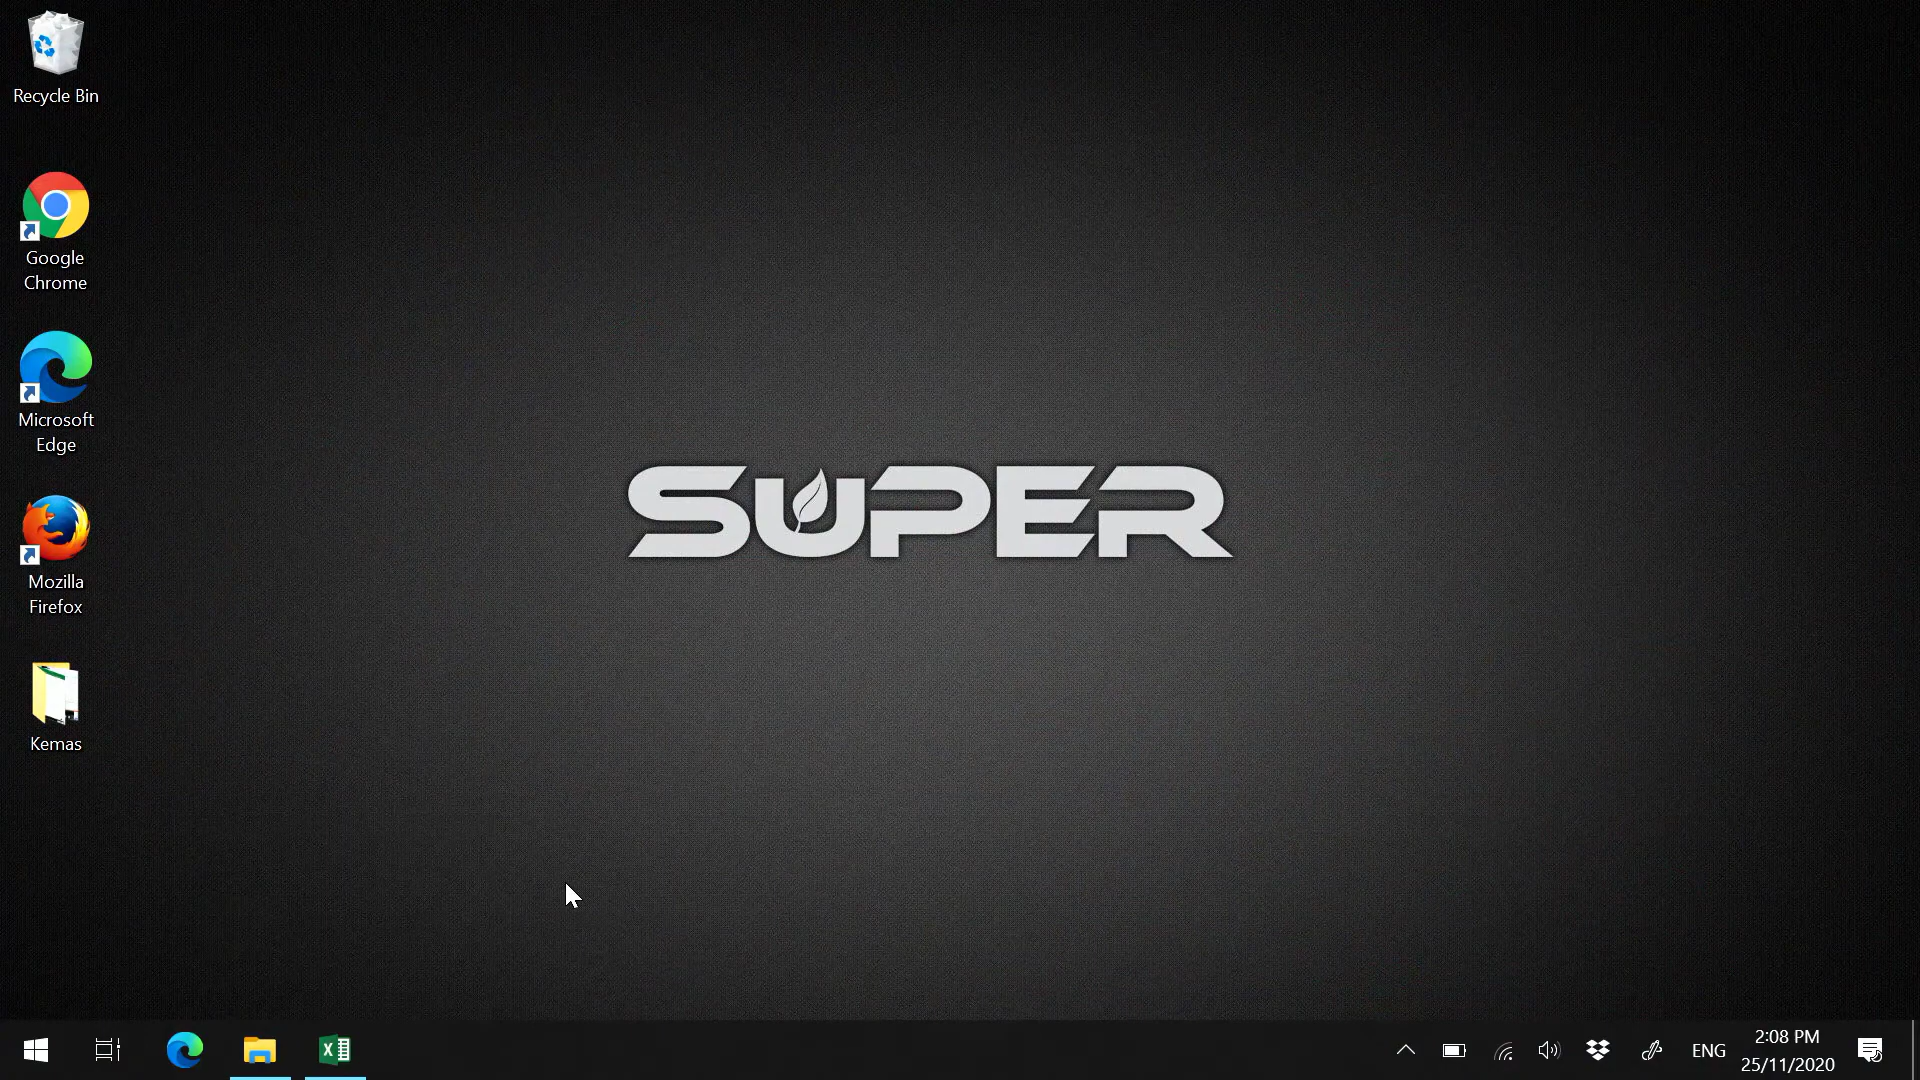 Recycle Bin
Google
Chrome
Microsoft
Edge
Mozilla
Firefox
Kemas
SUPER
ENG
2:08 PM
25/11/2020